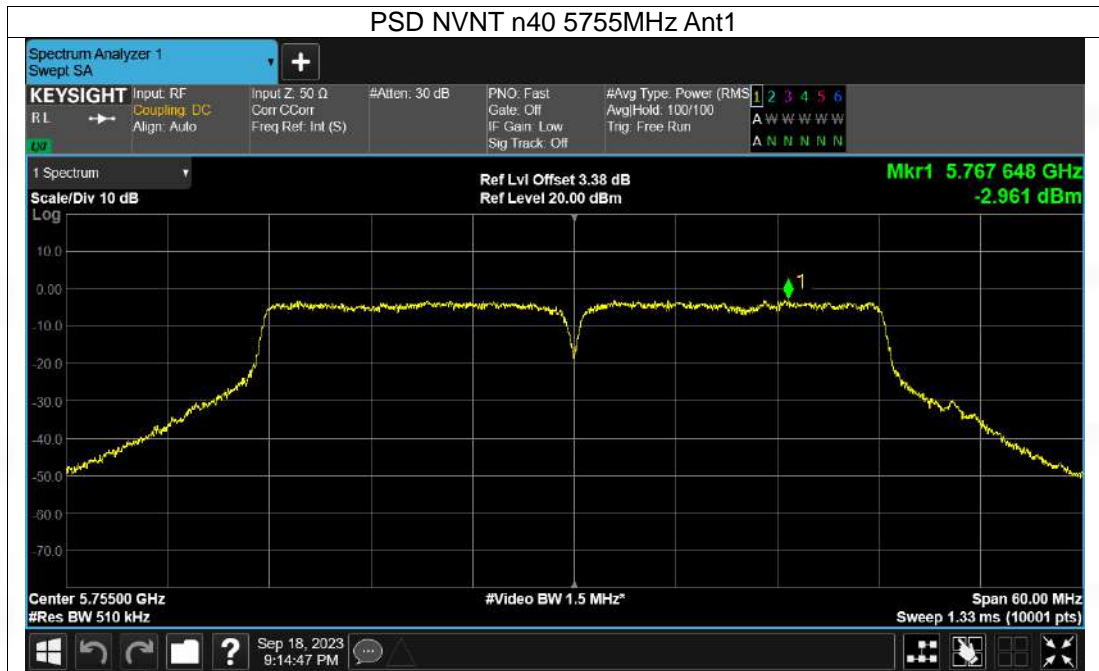 PSD NVNT n40 5755MHz Ant1
Spectrum Analyzer 1
Swept SA
KEYSIGHT
RL
LXI
Input: RF
Coupling: DC
Align: Auto
Input Z: 50 Ω
Corr CCorr
Freq Ref: Int (S)
#Atten: 30 dB
PNO: Fast
Gate: Off
IF Gain: Low
Sig Track: Off
#Avg Type: Power (RMS
Avg|Hold: 100/100
Trig: Free Run
1 2 3 4 5 6
A W W W W W
A N N N N N
1 Spectrum
Scale/Div 10 dB
Log
Ref Lvl Offset 3.38 dB
Ref Level 20.00 dBm
Mkr1 5.767 648 GHz
-2.961 dBm
10.0
0.00
-10.0
-20.0
-30.0
-40.0
-50.0
-60.0
-70.0
1
Center 5.75500 GHz
#Res BW 510 kHz
#Video BW 1.5 MHz*
Span 60.00 MHz
Sweep 1.33 ms (10001 pts)
?
Sep 18, 2023
9:14:47 PM